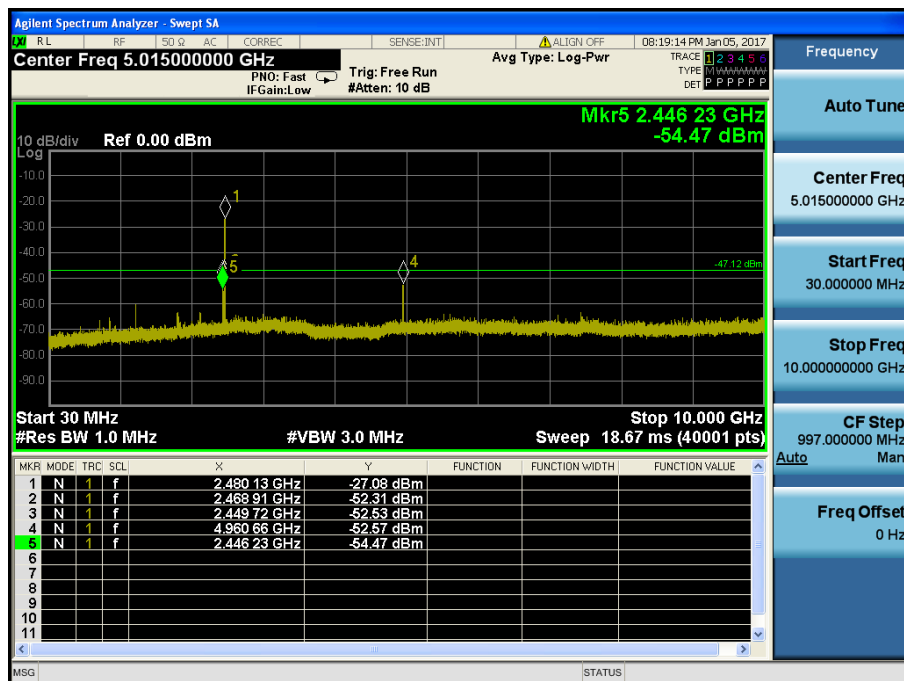 Agilent Spectrum Analyzer - Swept SA
LXI RL RF 50 Ω AC CORREC SENSE:INT ALIGN OFF 08:19:14 PM Jan 05, 2017
Center Freq 5.015000000 GHz
PNO: Fast
IFGain:Low
Trig: Free Run
#Atten: 10 dB
Avg Type: Log-Pwr
TRACE 1 2 3 4 5 6
TYPE M WWWWW
DET P P P P P P
Frequency
Auto Tune
Center Freq
5.015000000 GHz
Start Freq
30.000000 MHz
Stop Freq
10.000000000 GHz
CF Step
997.000000 MHz
Auto Man
Freq Offset
0 Hz
Mkr5 2.446 23 GHz
-54.47 dBm
10 dB/div Ref 0.00 dBm
Log
-10.0
-20.0
-30.0
-40.0
-50.0
-60.0
-70.0
-80.0
-90.0
1
5
4
-47.12 dBm
Start 30 MHz Stop 10.000 GHz
#Res BW 1.0 MHz #VBW 3.0 MHz Sweep 18.67 ms (40001 pts)
MKR MODE TRC SCL X Y FUNCTION FUNCTION WIDTH FUNCTION VALUE
1 N 1 f 2.480 13 GHz -27.08 dBm
2 N 1 f 2.468 91 GHz -52.31 dBm
3 N 1 f 2.449 72 GHz -52.53 dBm
4 N 1 f 4.960 66 GHz -52.57 dBm
5 N 1 f 2.446 23 GHz -54.47 dBm
6
7
8
9
10
11
MSG STATUS